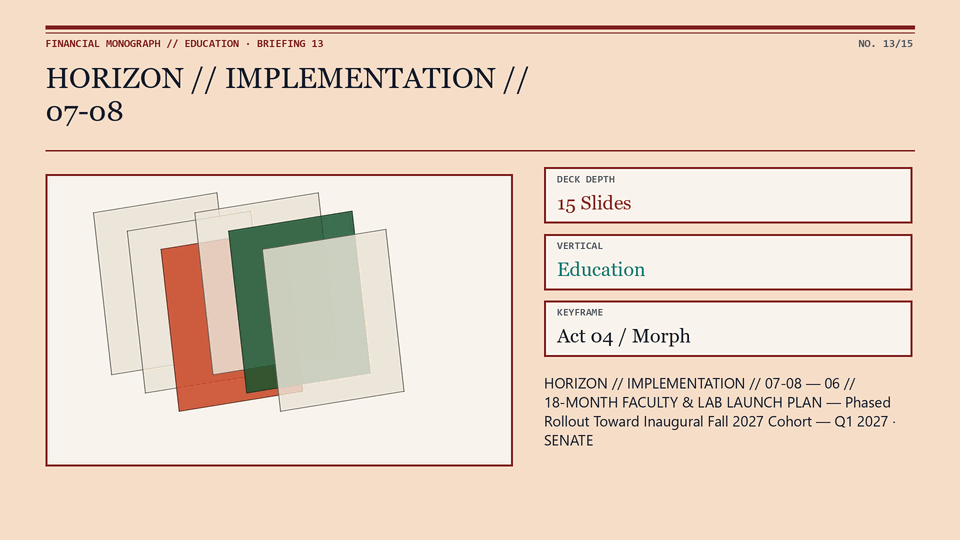 FINANCIAL MONOGRAPH // EDUCATION · BRIEFING 13
NO. 13/15
HORIZON // IMPLEMENTATION //
07-08
DECK DEPTH
15 Slides
VERTICAL
Education
KEYFRAME
Act 04 / Morph
HORIZON // IMPLEMENTATION // 07-08 — 06 //
18-MONTH FACULTY & LAB LAUNCH PLAN — Phased
Rollout Toward Inaugural Fall 2027 Cohort — Q1 2027 ·
SENATE